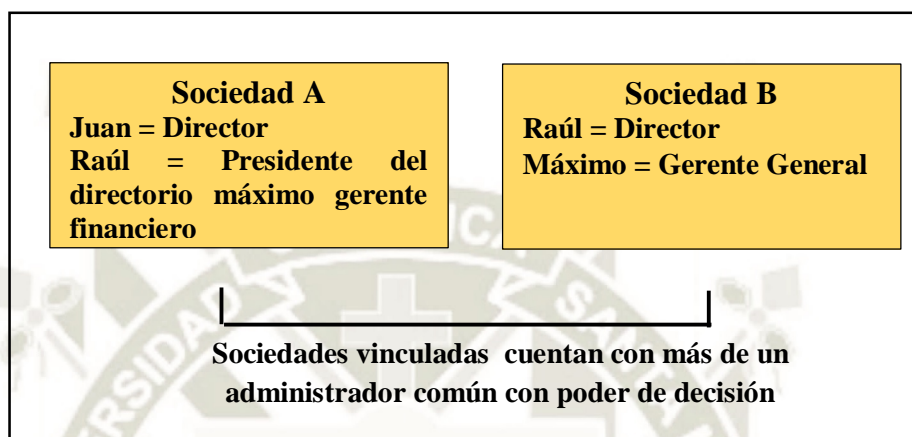 Sociedad A
Juan = Director
Raúl = Presidente del
directorio máximo gerente
financiero
Sociedad B
Raúl = Director
Máximo = Gerente General
Sociedades vinculadas cuentan con más de un
administrador común con poder de decisión